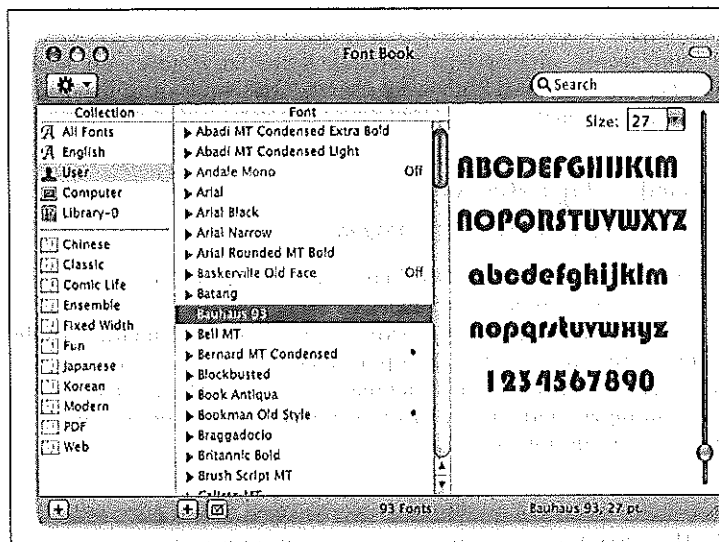 Font Book
Search
Collection
All Fonts
English
User
Computer
Library-0
Chinese
Classic
Comic Life
Ensemble
Fixed Width
Fun
Japanese
Korean
Modern
PDF
Web
Font
Abadi MT Condensed Extra Bold
Abadi MT Condensed Light
Andale Mono Off
Arial
Arial Black
Arial Narrow
Arial Rounded MT Bold
Baskerville Old Face Off
Batang
Bauhaus 93
Bell MT
Bernard MT Condensed •
Blockbusted
Book Antiqua
Bookman Old Style •
Braggadocio
Britannic Bold
Brush Script MT
93 Fonts
Size: 27
ABCDEFGHIJKLM
NOPQRSTUVWXYZ
abcdefghijklm
nopqrstuvwxyz
1234567890
Bauhaus 93, 27 pt.